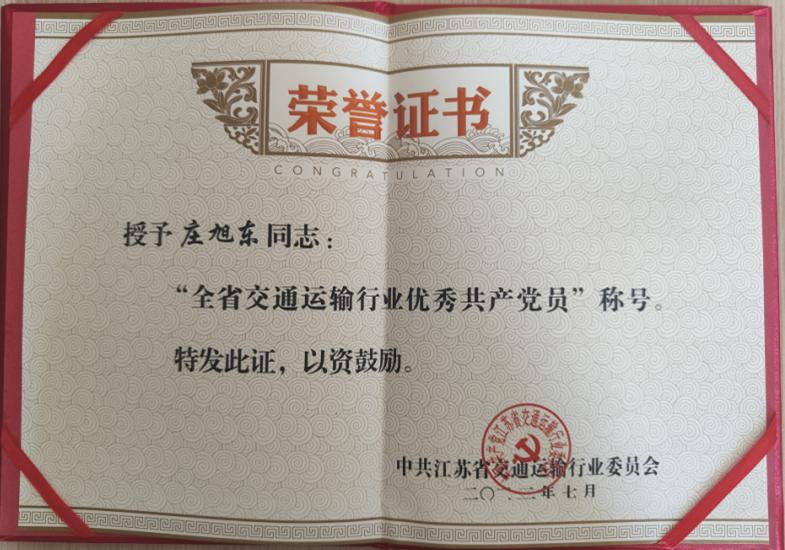 荣誉证书
CONGRATULATION
授予庄旭东同志：
“全省交通运输行业优秀共产党员”称号。
特发此证，以资鼓励。
中共江苏省交通运输行业委员会
二〇二二年七月